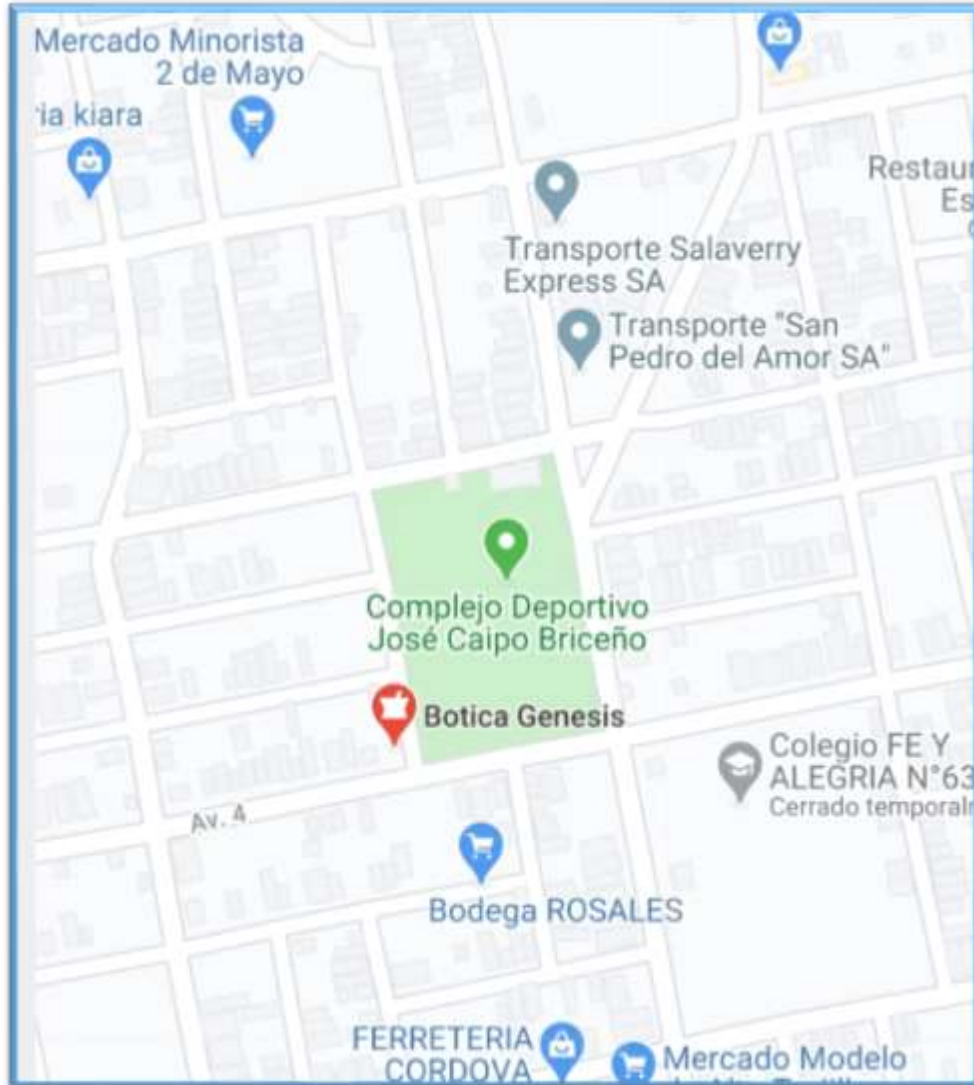 Mercado Minorista
2 de Mayo
ria kiara
Restaur
Es
Transporte Salaverry
Express SA
Transporte "San
Pedro del Amor SA"
Complejo Deportivo
José Caipo Briceño
Botica Genesis
Colegio FE Y
ALEGRIA N°63
Cerrado temporalm
Av. 4
Bodega ROSALES
FERRETERIA
CORDOVA
Mercado Modelo